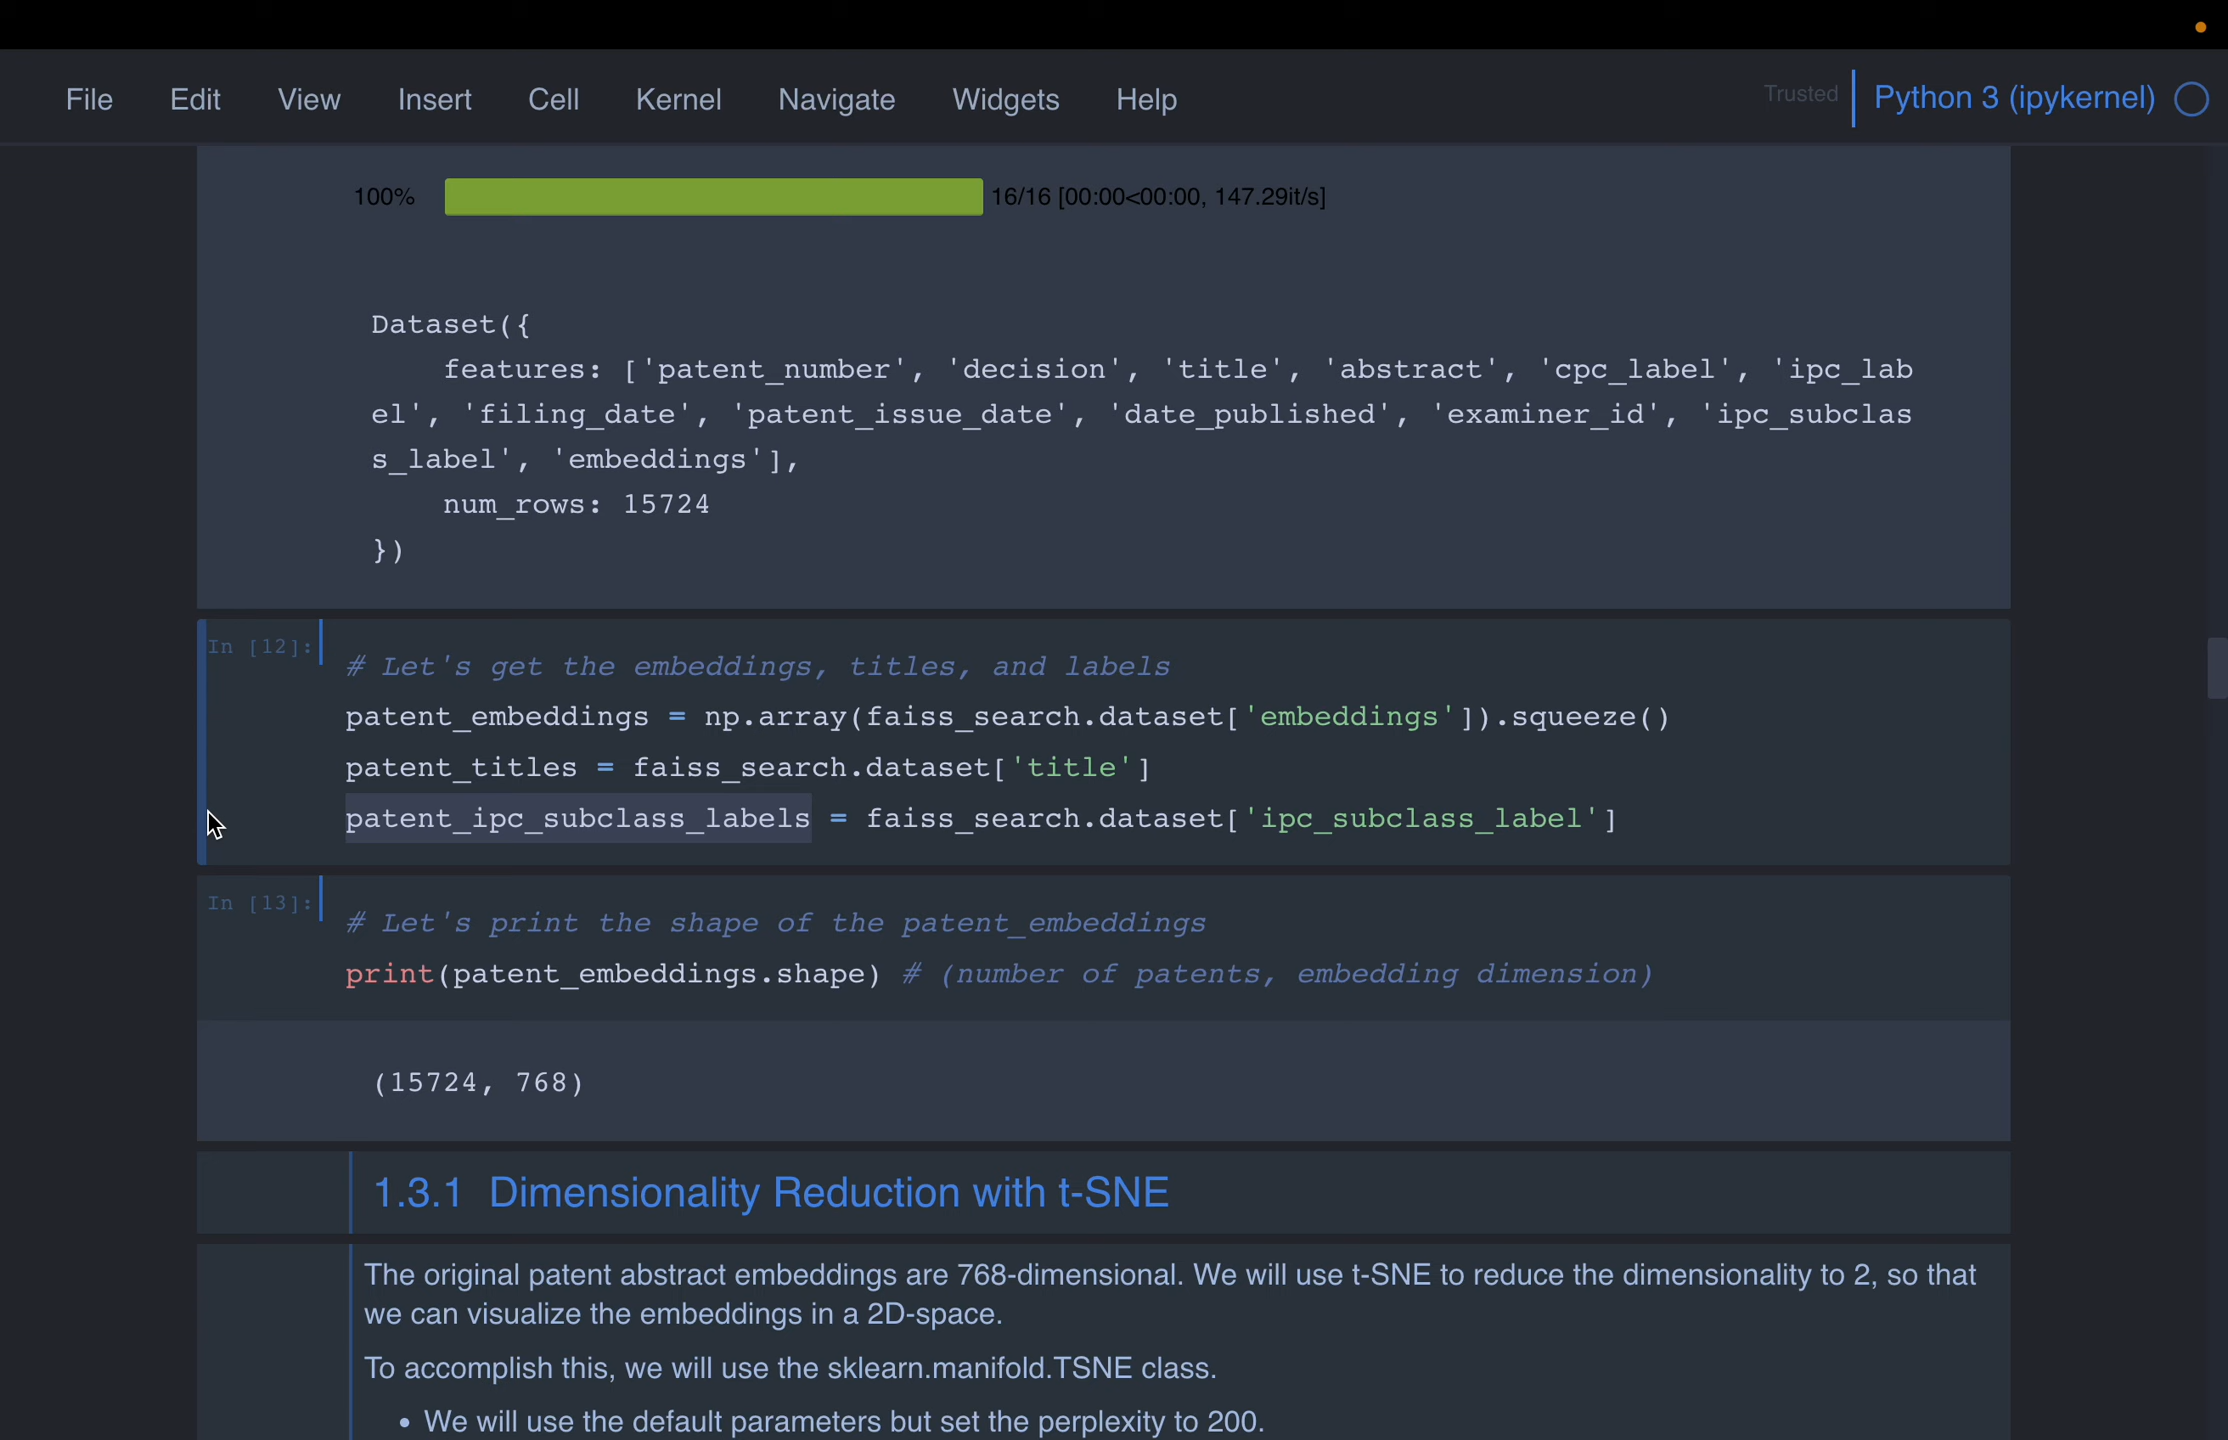 File Edit View Insert Cell Kernel Navigate Widgets Help Trusted Python 3 (ipykernel)
100% 16/16 [00:00<00:00, 147.29it/s]
Dataset({
    features: ['patent_number', 'decision', 'title', 'abstract', 'cpc_label', 'ipc_lab
el', 'filing_date', 'patent_issue_date', 'date_published', 'examiner_id', 'ipc_subclas
s_label', 'embeddings'],
    num_rows: 15724
})
In [12]:
# Let's get the embeddings, titles, and labels
patent_embeddings = np.array(faiss_search.dataset['embeddings']).squeeze()
patent_titles = faiss_search.dataset['title']
patent_ipc_subclass_labels = faiss_search.dataset['ipc_subclass_label']
In [13]:
# Let's print the shape of the patent_embeddings
print(patent_embeddings.shape) # (number of patents, embedding dimension)
(15724, 768)
1.3.1 Dimensionality Reduction with t-SNE
The original patent abstract embeddings are 768-dimensional. We will use t-SNE to reduce the dimensionality to 2, so that
we can visualize the embeddings in a 2D-space.
To accomplish this, we will use the sklearn.manifold.TSNE class.
• We will use the default parameters but set the perplexity to 200.